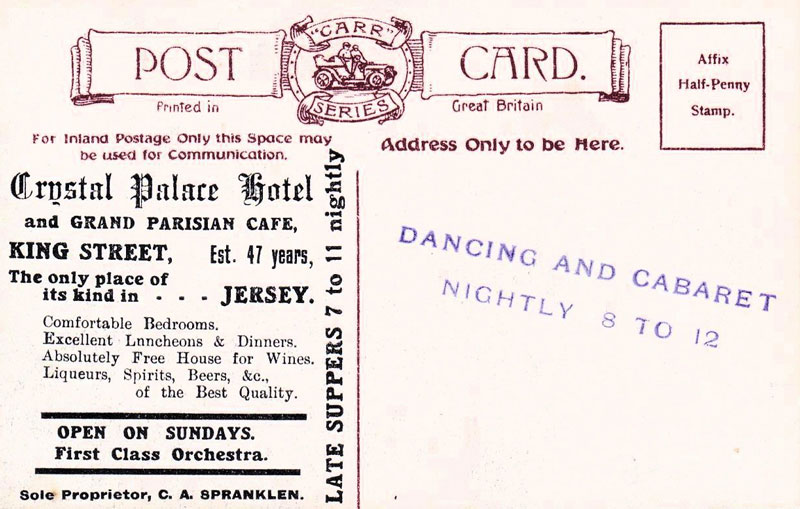 POST CARD.
"CARR"
SERIES
Printed in Great Britain
Affix
Half-Penny
Stamp.
For Inland Postage Only this Space may
be used for Communication.
Address Only to be Here.
Crystal Palace Hotel
and GRAND PARISIAN CAFE,
KING STREET, Est. 47 years,
The only place of
its kind in - - - JERSEY.
Comfortable Bedrooms.
Excellent Lnncheons & Dinners.
Absolutely Free House for Wines.
Liqueurs, Spirits, Beers, &c.,
of the Best Quality.
OPEN ON SUNDAYS.
First Class Orchestra.
Sole Proprietor, C. A. SPRANKLEN.
LATE SUPPERS 7 to 11 nightly
DANCING AND CABARET
NIGHTLY 8 TO 12